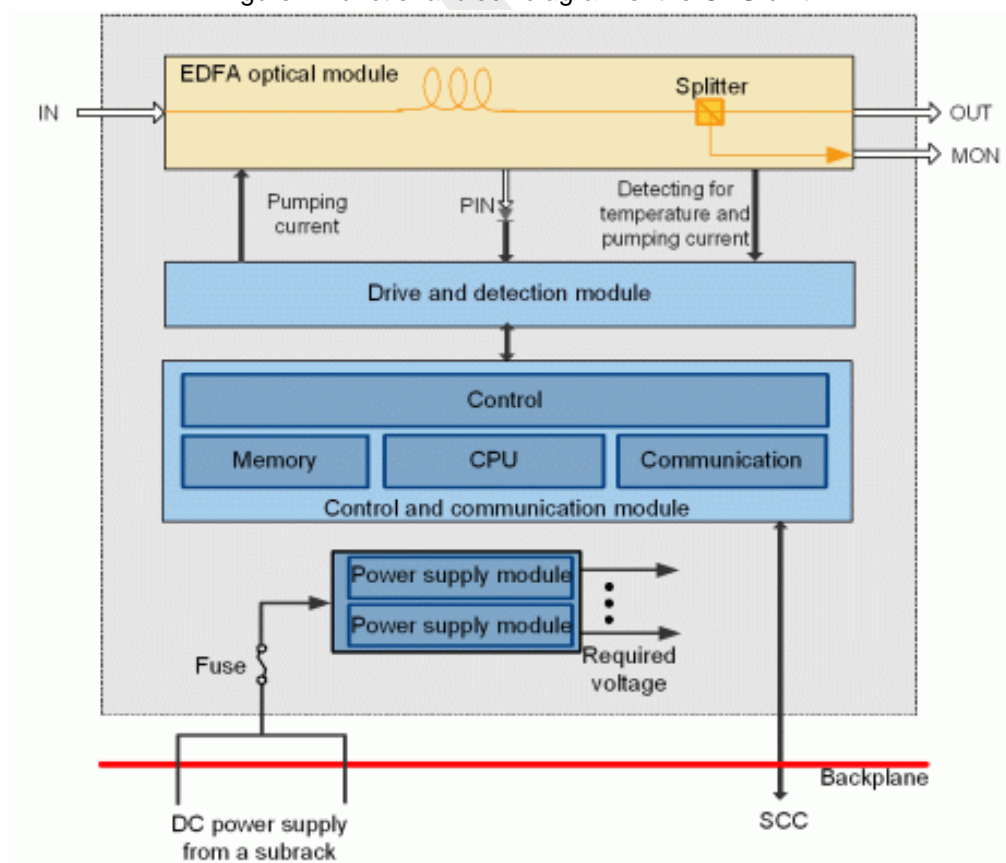 EDFA optical module
Splitter
IN
OUT
MON
Pumping
current
PIN
Detecting for
temperature and
pumping current
Drive and detection module
Control
Memory
CPU
Communication
Control and communication module
Power supply module
Power supply module
Fuse
Required
voltage
Backplane
DC power supply
from a subrack
SCC